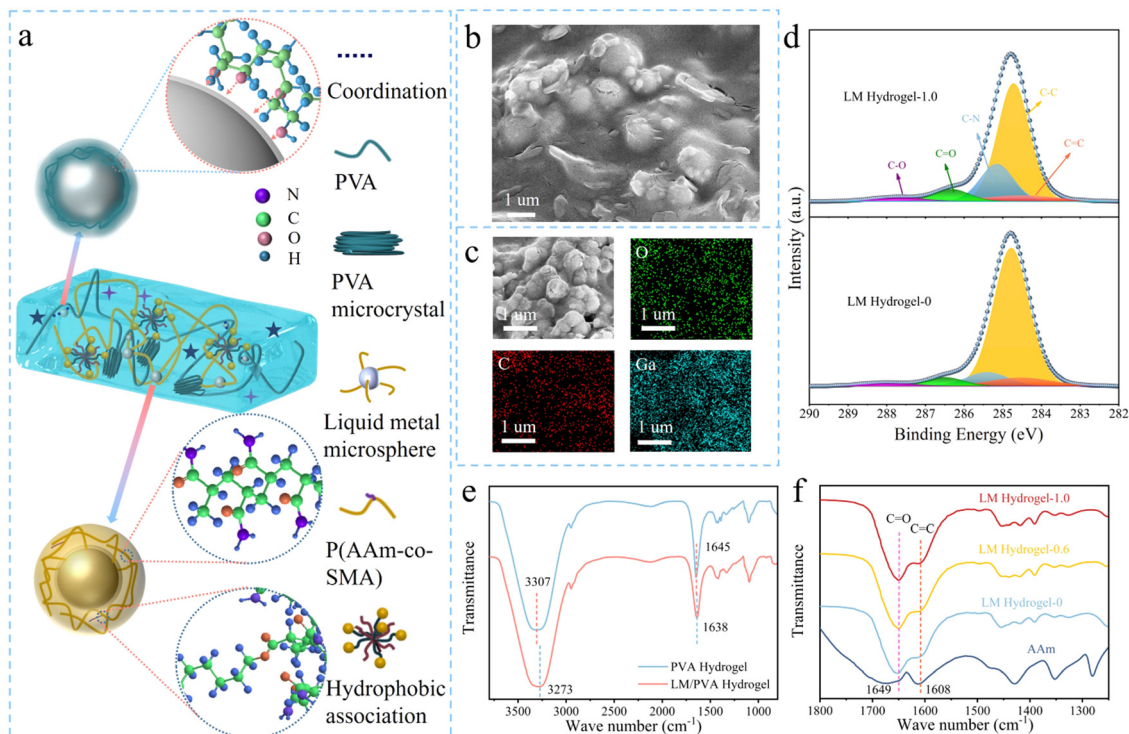 a
Coordination
PVA
N
C
O
H
PVA
microcrystal
Liquid metal
microsphere
P(AAm-co-
SMA)
Hydrophobic
association
b
1 um
c
1 um
O
1 um
C
1 um
Ga
1 um
d
LM Hydrogel-1.0
C-C
C-N
C=O
C-O
C=C
LM Hydrogel-0
Intensity (a.u.)
290 289 288 287 286 285 284 283 282
Binding Energy (eV)
e
1645
3307
1638
PVA Hydrogel
LM/PVA Hydrogel
3273
Transmittance
3500 3000 2500 2000 1500 1000
Wave number (cm⁻¹)
f
LM Hydrogel-1.0
C=O
C=C
LM Hydrogel-0.6
LM Hydrogel-0
AAm
1649
1608
Transmittance
1800 1700 1600 1500 1400 1300
Wave number (cm⁻¹)